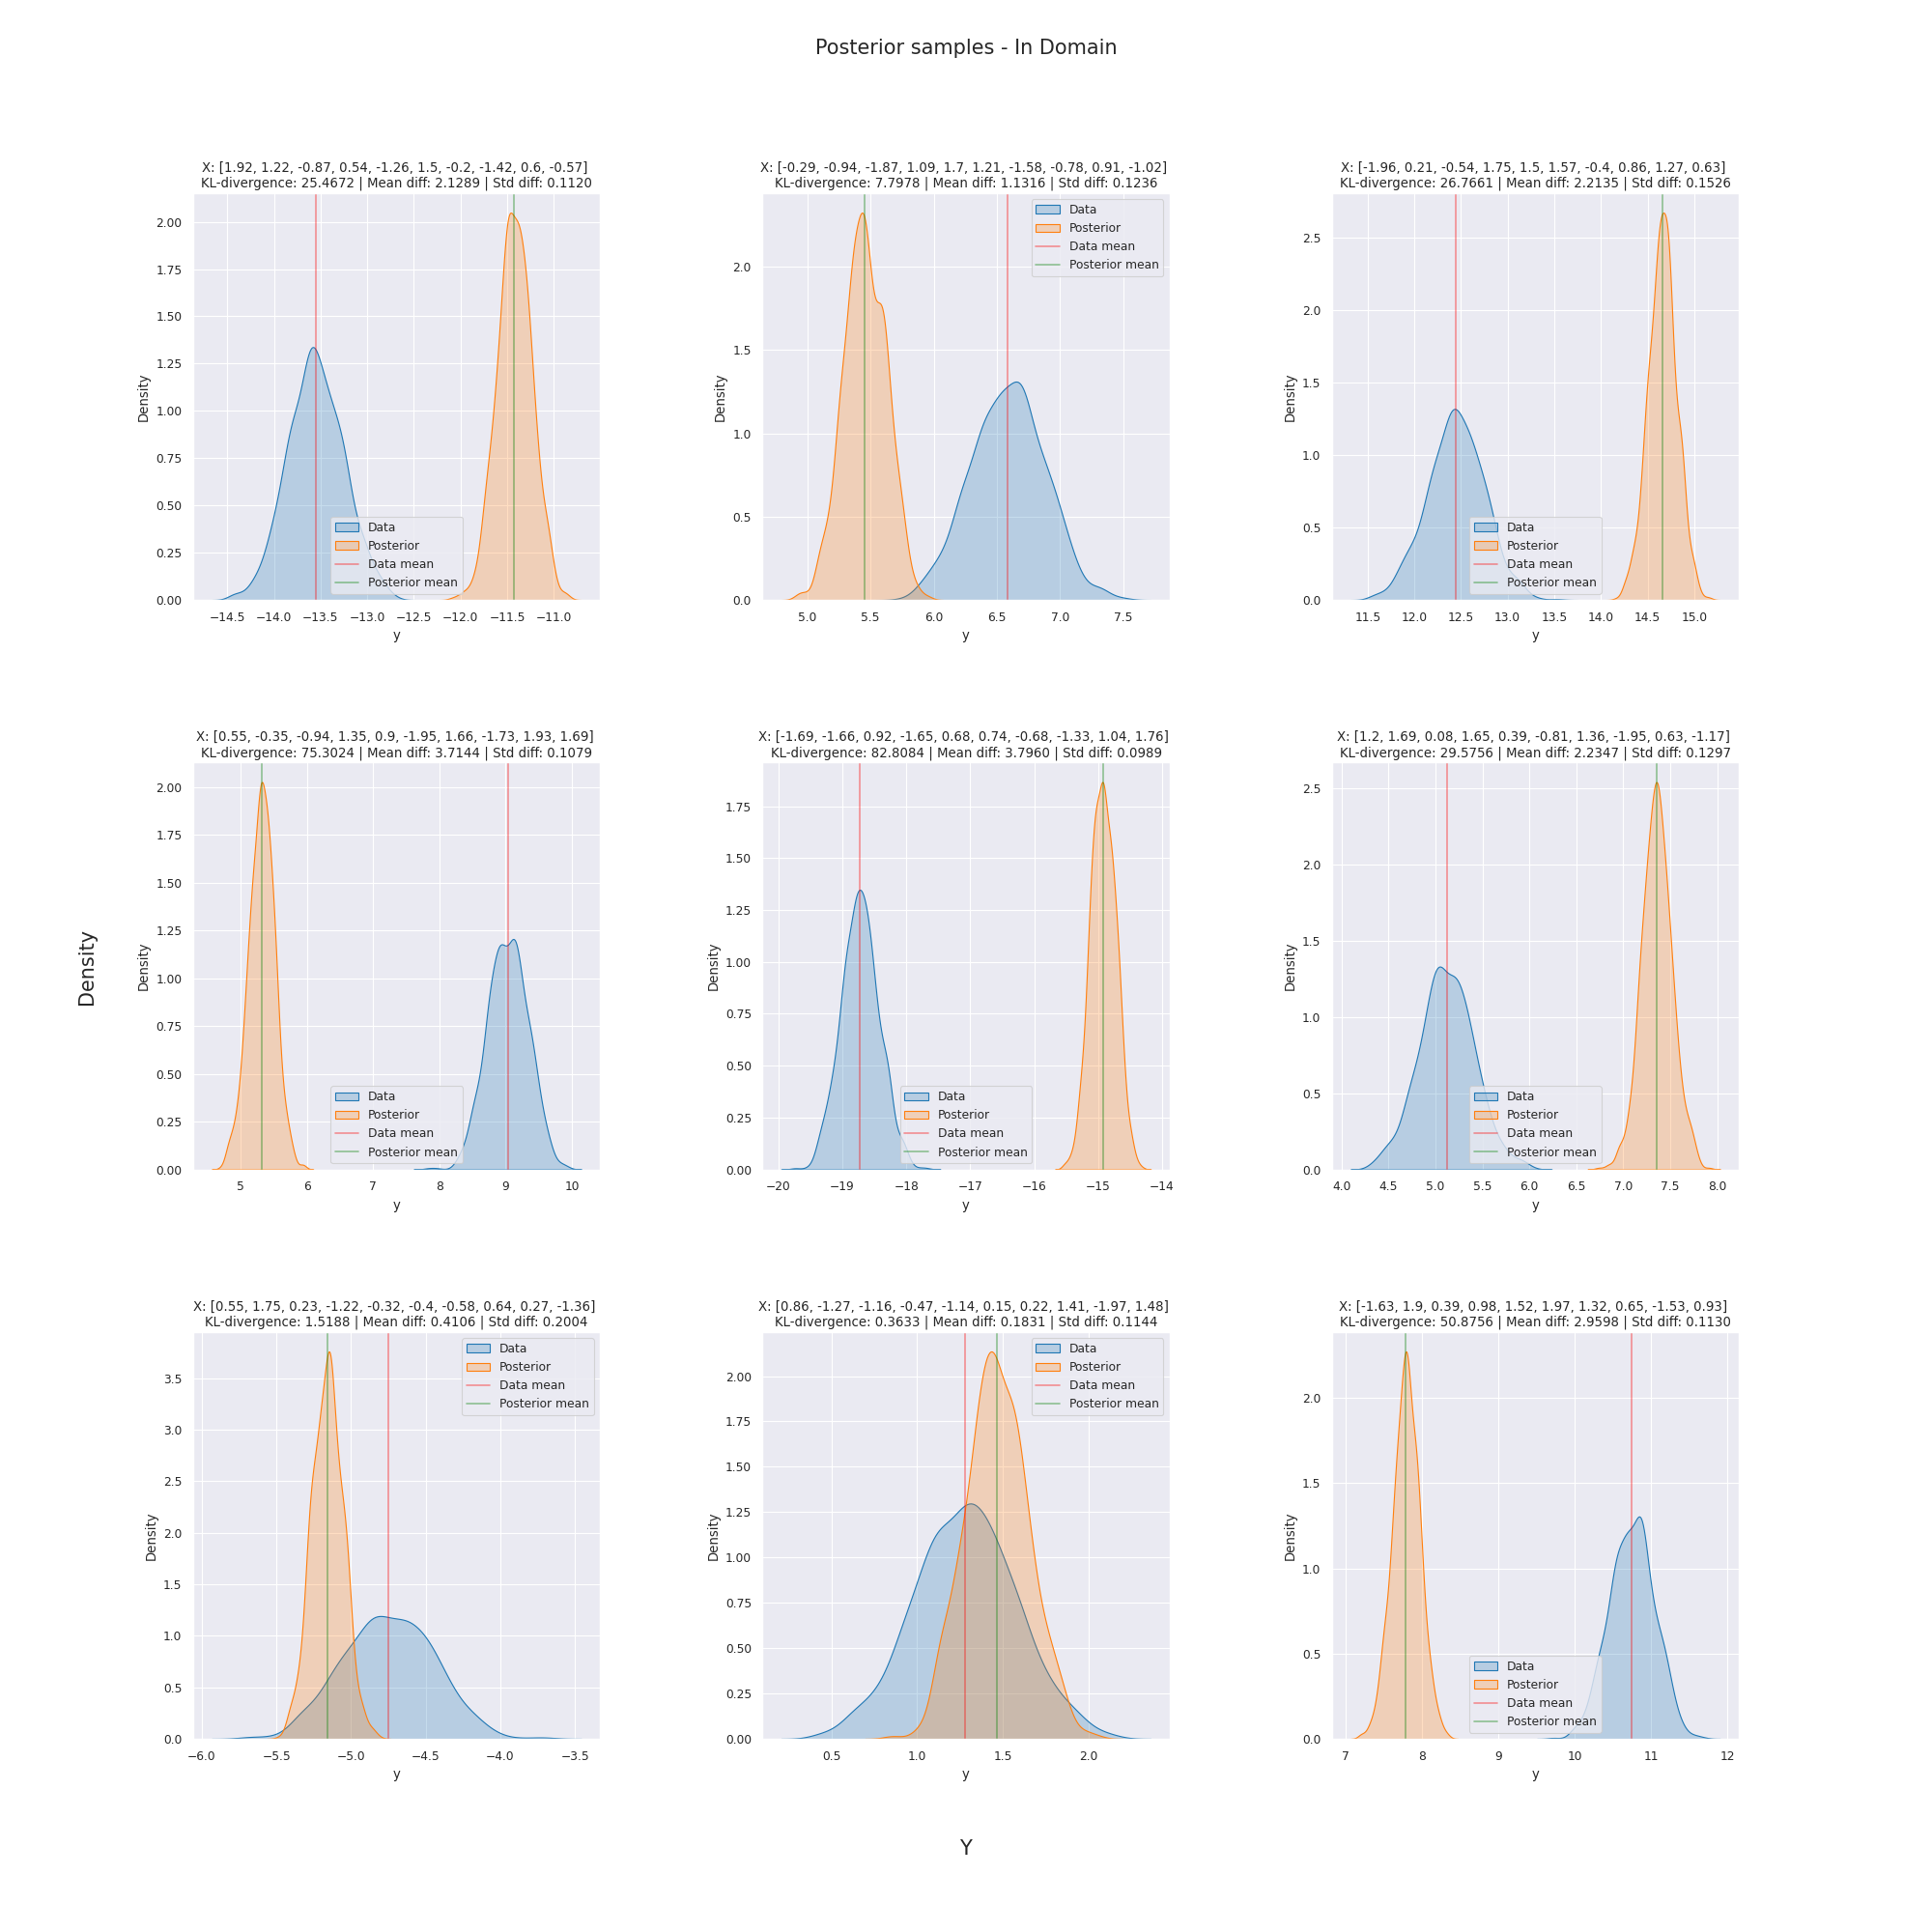 Posterior samples - In Domain
X: [1.92, 1.22, -0.87, 0.54, -1.26, 1.5, -0.2, -1.42, 0.6, -0.57]
KL-divergence: 25.4672 | Mean diff: 2.1289 | Std diff: 0.1120
2.00
1.75
1.50
1.25
1.00
0.75
0.50
0.25
0.00
Density
Data
Posterior
Data mean
Posterior mean
−14.5 −14.0 −13.5 −13.0 −12.5 −12.0 −11.5 −11.0
y
X: [-0.29, -0.94, -1.87, 1.09, 1.7, 1.21, -1.58, -0.78, 0.91, -1.02]
KL-divergence: 7.7978 | Mean diff: 1.1316 | Std diff: 0.1236
2.0
1.5
1.0
0.5
0.0
Density
Data
Posterior
Data mean
Posterior mean
5.0 5.5 6.0 6.5 7.0 7.5
y
X: [-1.96, 0.21, -0.54, 1.75, 1.5, 1.57, -0.4, 0.86, 1.27, 0.63]
KL-divergence: 26.7661 | Mean diff: 2.2135 | Std diff: 0.1526
2.5
2.0
1.5
1.0
0.5
0.0
Density
Data
Posterior
Data mean
Posterior mean
11.5 12.0 12.5 13.0 13.5 14.0 14.5 15.0
y
Density
X: [0.55, -0.35, -0.94, 1.35, 0.9, -1.95, 1.66, -1.73, 1.93, 1.69]
KL-divergence: 75.3024 | Mean diff: 3.7144 | Std diff: 0.1079
2.00
1.75
1.50
1.25
1.00
0.75
0.50
0.25
0.00
Density
Data
Posterior
Data mean
Posterior mean
5 6 7 8 9 10
y
X: [-1.69, -1.66, 0.92, -1.65, 0.68, 0.74, -0.68, -1.33, 1.04, 1.76]
KL-divergence: 82.8084 | Mean diff: 3.7960 | Std diff: 0.0989
1.75
1.50
1.25
1.00
0.75
0.50
0.25
0.00
Density
Data
Posterior
Data mean
Posterior mean
−20 −19 −18 −17 −16 −15 −14
y
X: [1.2, 1.69, 0.08, 1.65, 0.39, -0.81, 1.36, -1.95, 0.63, -1.17]
KL-divergence: 29.5756 | Mean diff: 2.2347 | Std diff: 0.1297
2.5
2.0
1.5
1.0
0.5
0.0
Density
Data
Posterior
Data mean
Posterior mean
4.0 4.5 5.0 5.5 6.0 6.5 7.0 7.5 8.0
y
X: [0.55, 1.75, 0.23, -1.22, -0.32, -0.4, -0.58, 0.64, 0.27, -1.36]
KL-divergence: 1.5188 | Mean diff: 0.4106 | Std diff: 0.2004
3.5
3.0
2.5
2.0
1.5
1.0
0.5
0.0
Density
Data
Posterior
Data mean
Posterior mean
−6.0 −5.5 −5.0 −4.5 −4.0 −3.5
y
X: [0.86, -1.27, -1.16, -0.47, -1.14, 0.15, 0.22, 1.41, -1.97, 1.48]
KL-divergence: 0.3633 | Mean diff: 0.1831 | Std diff: 0.1144
2.00
1.75
1.50
1.25
1.00
0.75
0.50
0.25
0.00
Density
Data
Posterior
Data mean
Posterior mean
0.5 1.0 1.5 2.0
y
X: [-1.63, 1.9, 0.39, 0.98, 1.52, 1.97, 1.32, 0.65, -1.53, 0.93]
KL-divergence: 50.8756 | Mean diff: 2.9598 | Std diff: 0.1130
2.0
1.5
1.0
0.5
0.0
Density
Data
Posterior
Data mean
Posterior mean
7 8 9 10 11 12
y
Y